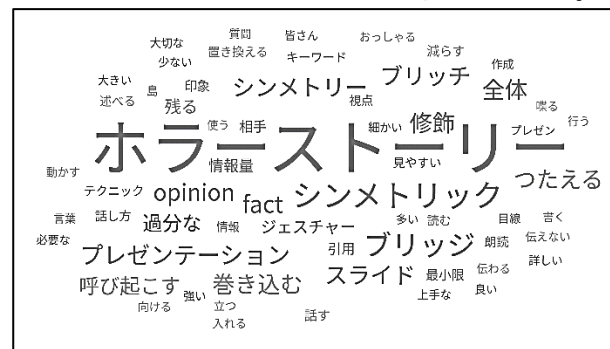 質問 皆さん おっしゃる
大切な 置き換える キーワード 減らす
少ない ブリッチ 作成
大きい 印象 シンメトリー 全体
述べる 島 残る 視点 喋る
使う 相手 細かい 修飾 プレゼン 行う
ホラーストーリー
動かす 情報量 見やすい つたえる
テクニック opinion fact シンメトリック
言葉 話し方 過分な 情報 ジェスチャー 多い 読む 目線 書く
必要な プレゼンテーション 引用 ブリッジ 朗読 伝えない
呼び起こす 巻き込む スライド 最小限 伝わる 詳しい
向ける 強い 立つ 上手な 良い
入れる 話す